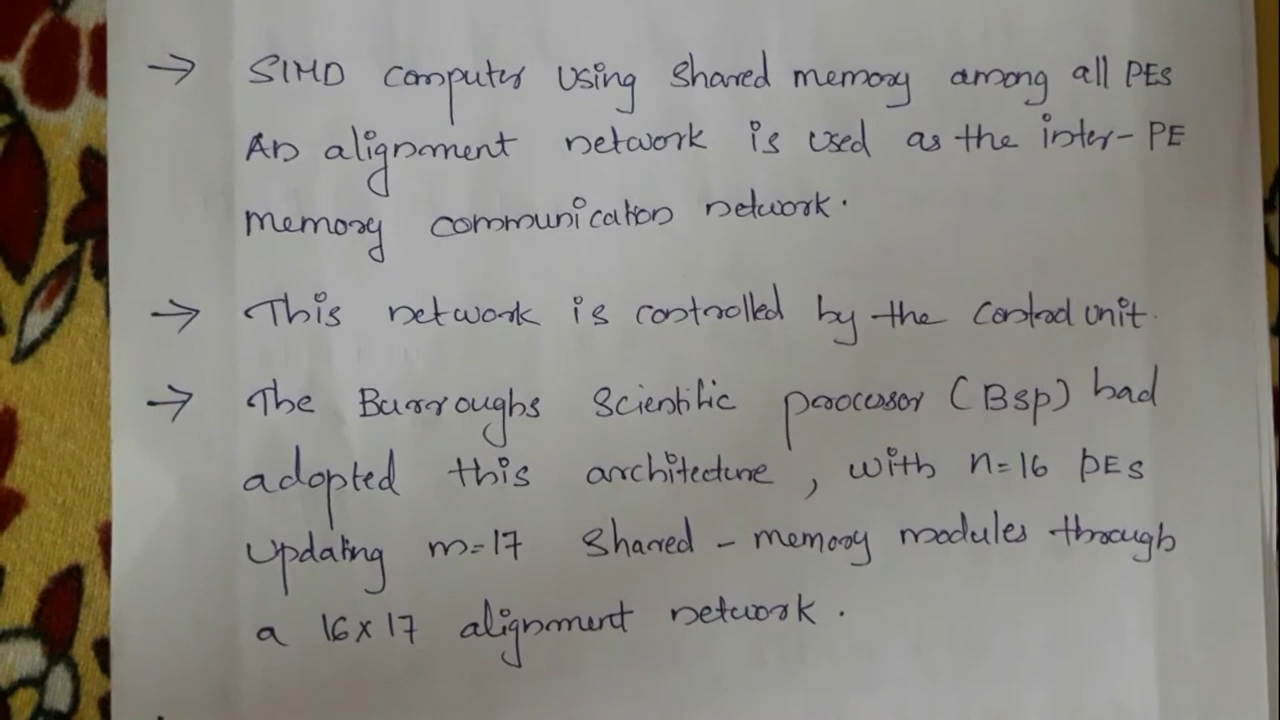 → SIMD computer using shared memory among all PEs
An alignment network is used as the inter-PE
memory communication network.
→ This network is controlled by the control unit.
→ The Burroughs Scientific processor (BSP) had
adopted this architecture, with n=16 PEs
updating m=17 shared-memory modules through
a 16x17 alignment network.